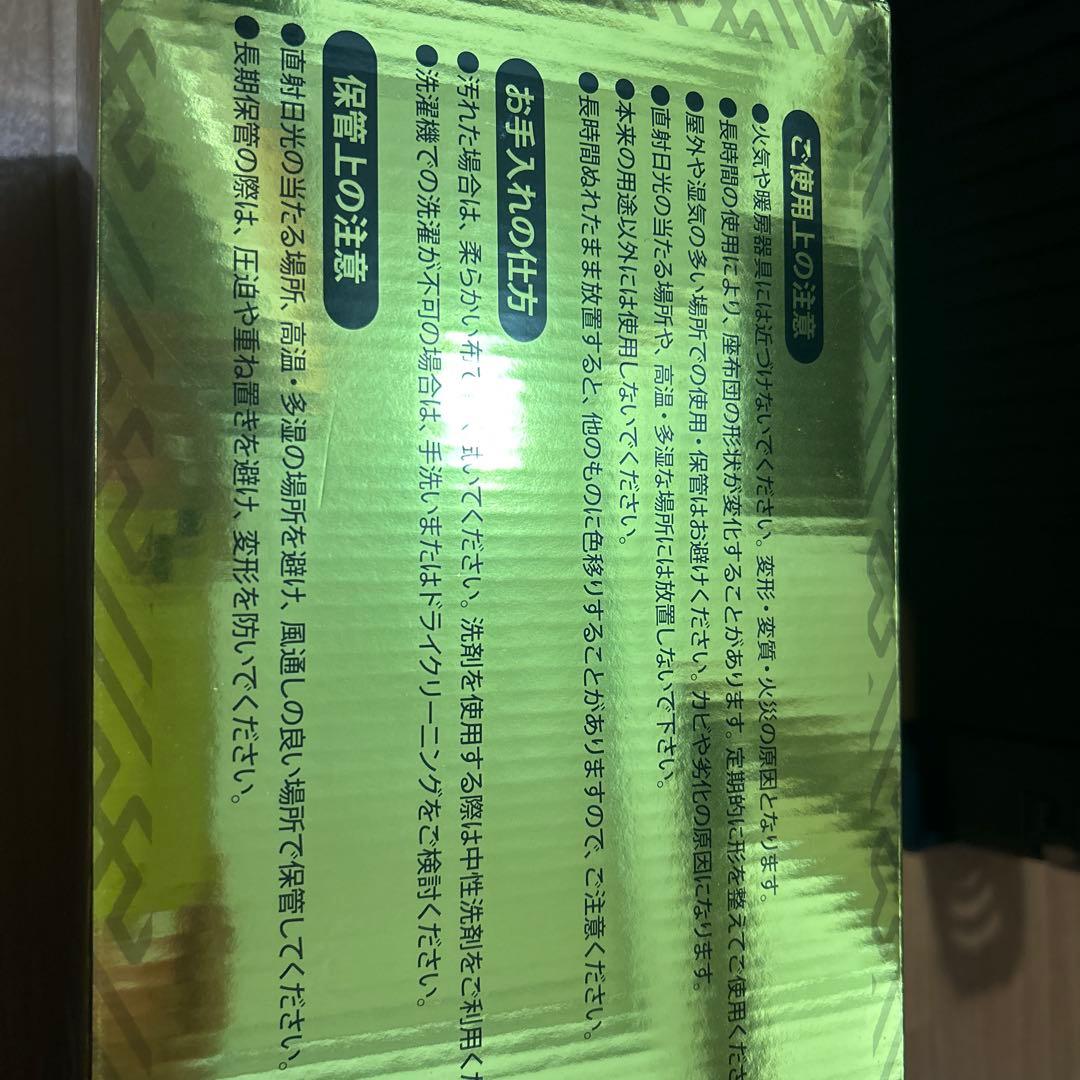 ご使用上の注意
●火気や暖房器具には近づけないでください。変形・変質・火災の原因となります。
●長時間の使用により、座布団の形状が変化することがあります。定期的に形を整えてご使用くださ
●屋外や湿気の多い場所での使用・保管はお避けください。カビや劣化の原因になります。
●直射日光の当たる場所や、高温・多湿な場所には放置しないで下さい。
●本来の用途以外には使用しないでください。
●長時間ぬれたまま放置すると、他のものに色移りすることがありますので、ご注意ください。
お手入れの仕方
●汚れた場合は、柔らかい布で 拭いてください。洗剤を使用する際は中性洗剤をご利用くだ
●洗濯機での洗濯が不可の場合は、手洗いまたはドライクリーニングをご検討ください。
保管上の注意
●直射日光の当たる場所、高温・多湿の場所を避け、風通しの良い場所で保管してください。
●長期保管の際は、圧迫や重ね置きを避け、変形を防いでください。